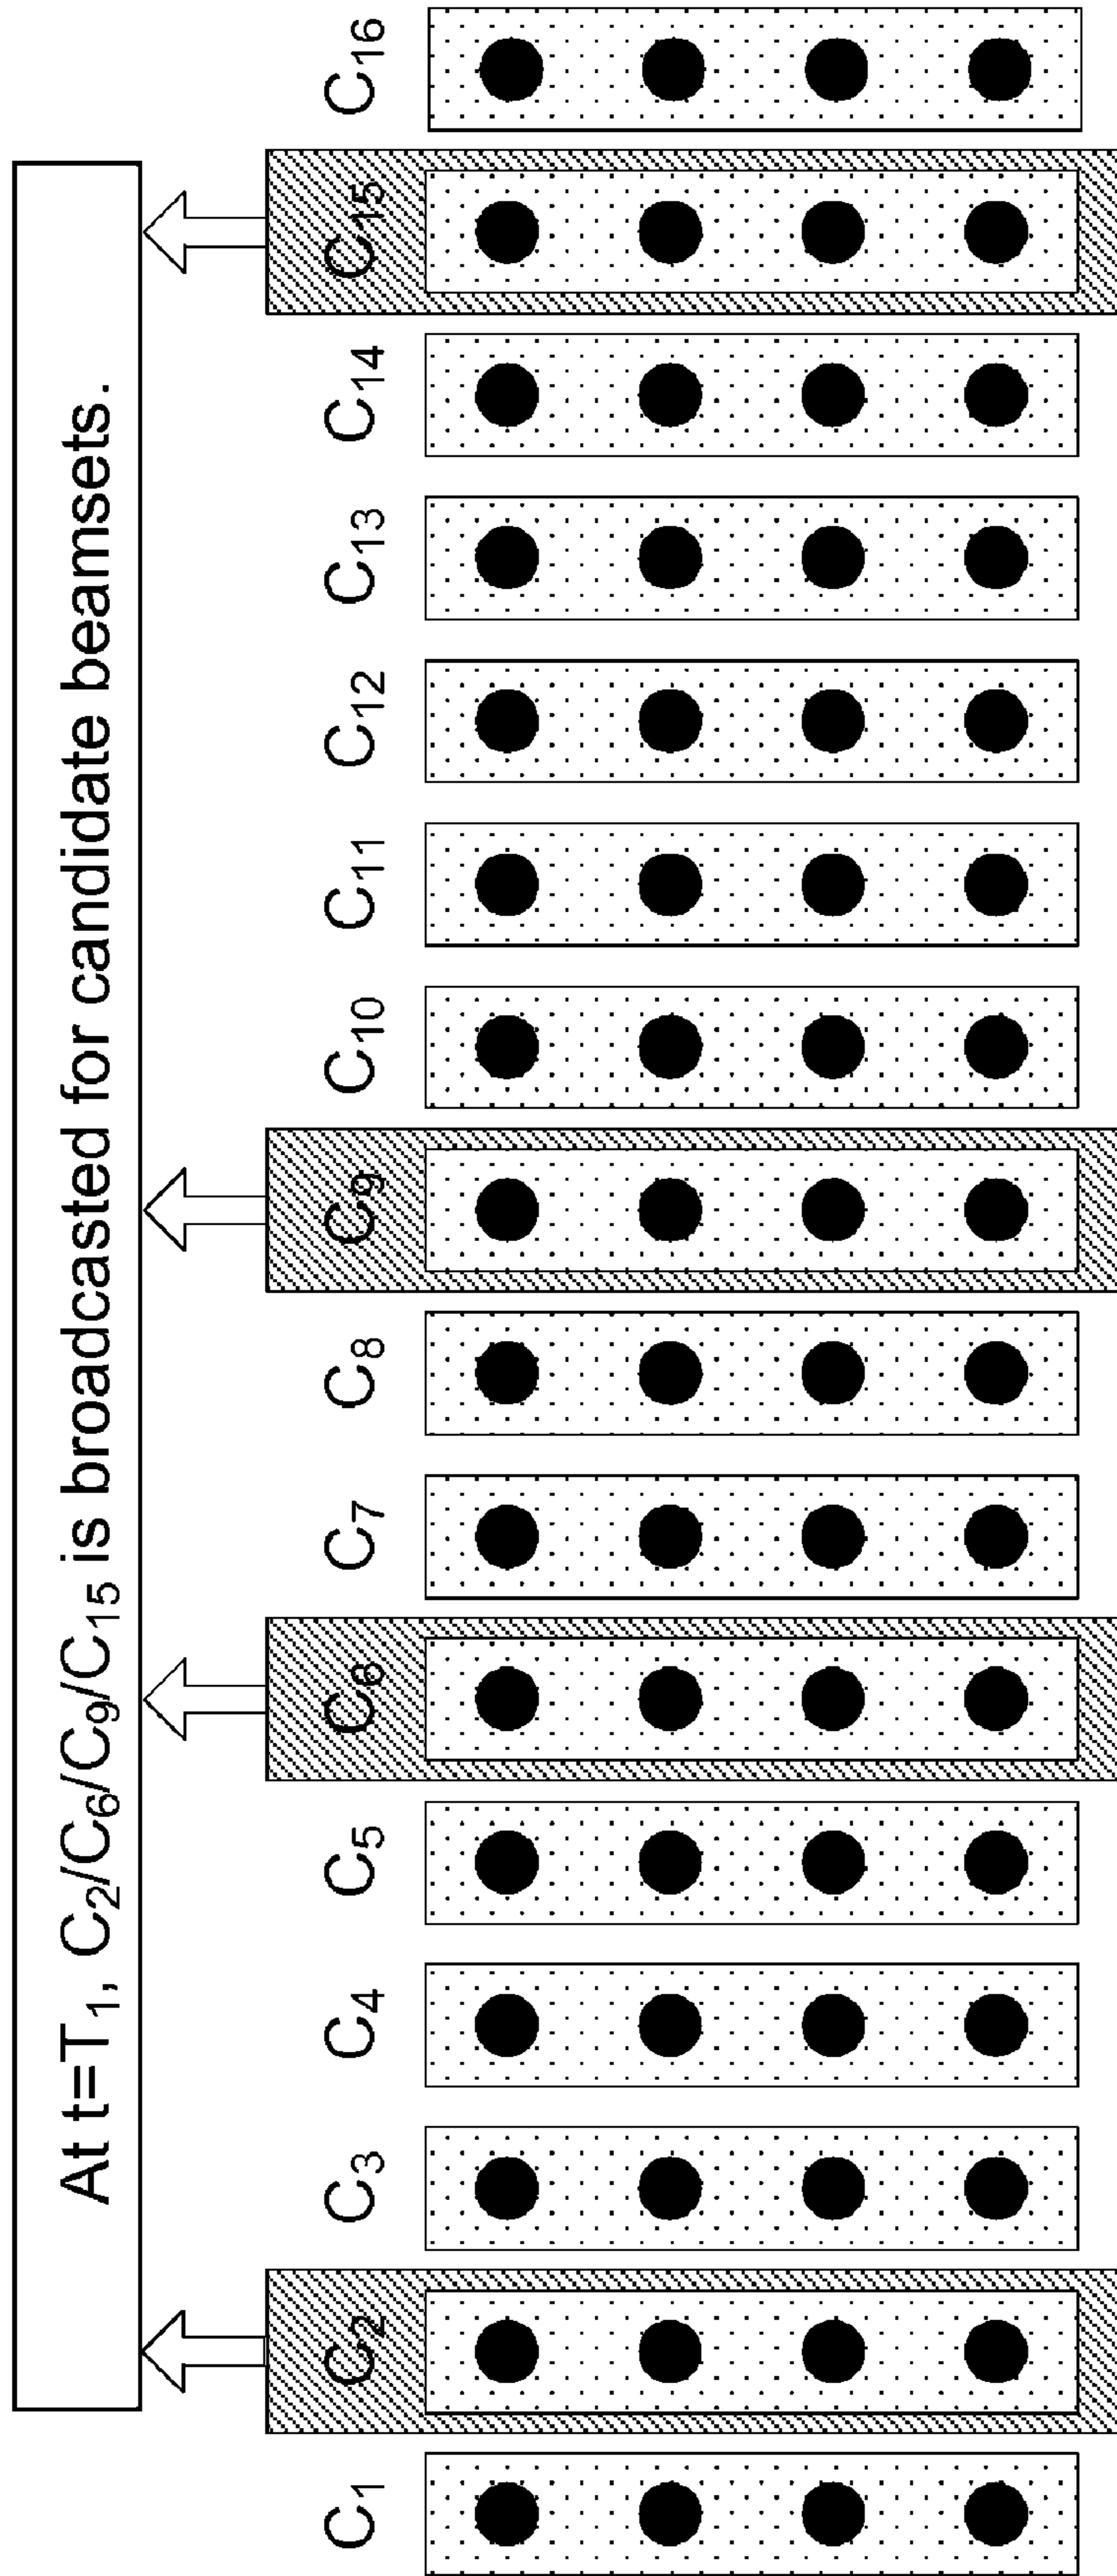 At t=T₁, C₂/C₆/C₉/C₁₅ is broadcasted for candidate beamsets.
C₁ C₂ C₃ C₄ C₅ C₆ C₇ C₈ C₉ C₁₀ C₁₁ C₁₂ C₁₃ C₁₄ C₁₅ C₁₆